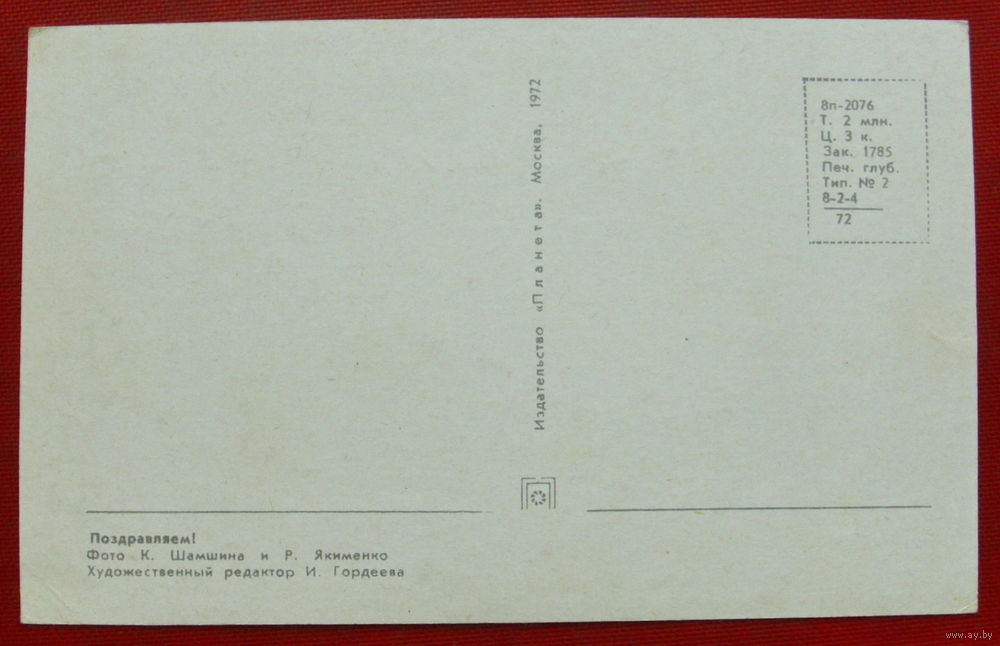 8п-2076
Т. 2 млн.
Ц. 3 к.
Зак. 1785
Печ. глуб.
Тип. № 2
8-2-4
72
Издательство «Планета». Москва, 1972
Поздравляем!
Фото К. Шамшина и Р. Якименко
Художественный редактор И. Гордеева
www.ay.by